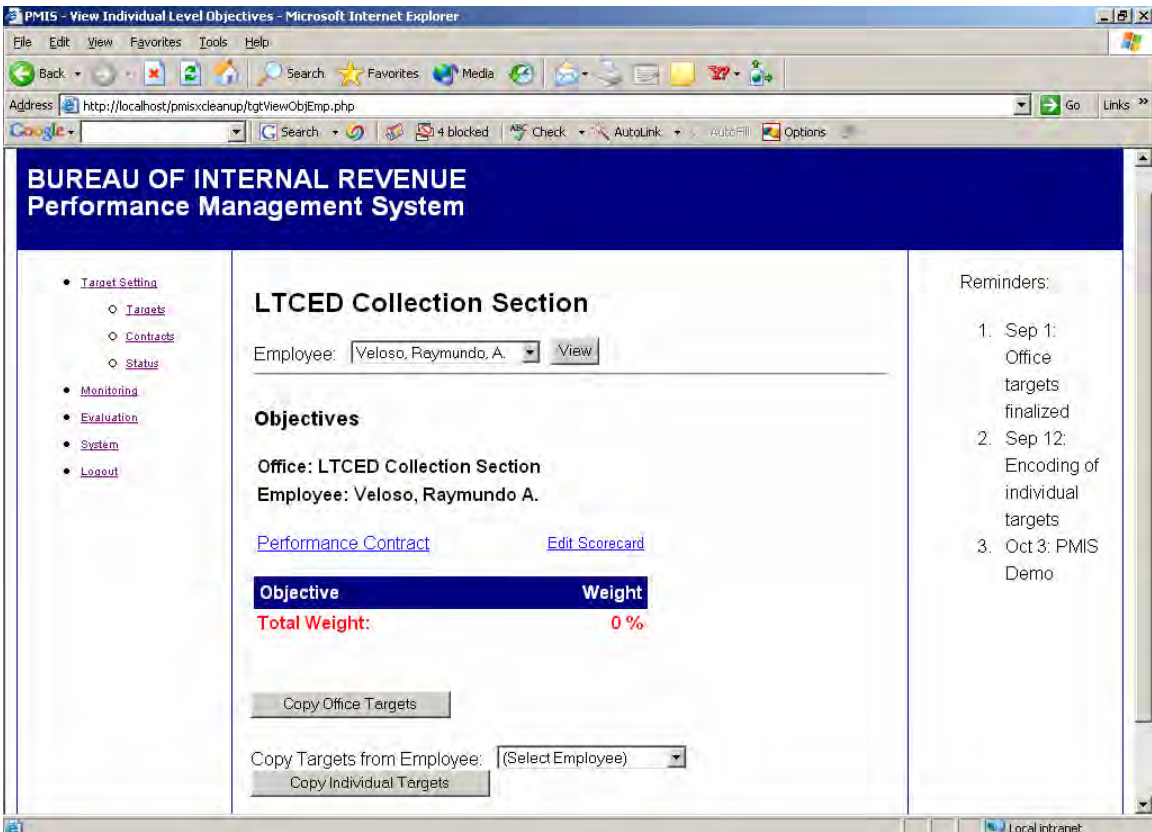 PMIS - View Individual Level Objectives - Microsoft Internet Explorer
File Edit View Favorites Tools Help
Back Search Favorites Media
Address http://localhost/pmisxcleanup/tgtViewObjEmp.php Go Links »
Google Search 4 blocked ABC Check AutoLink AutoFill Options
BUREAU OF INTERNAL REVENUE
Performance Management System
Target Setting
Targets
Contracts
Status
Monitoring
Evaluation
System
Logout
LTCED Collection Section
Employee: Veloso, Raymundo, A. View
Objectives
Office: LTCED Collection Section
Employee: Veloso, Raymundo A.
Performance Contract Edit Scorecard
Objective Weight
Total Weight: 0 %
Copy Office Targets
Copy Targets from Employee: (Select Employee)
Copy Individual Targets
Reminders:
1. Sep 1:
Office
targets
finalized
2. Sep 12:
Encoding of
individual
targets
3. Oct 3: PMIS
Demo
Local intranet